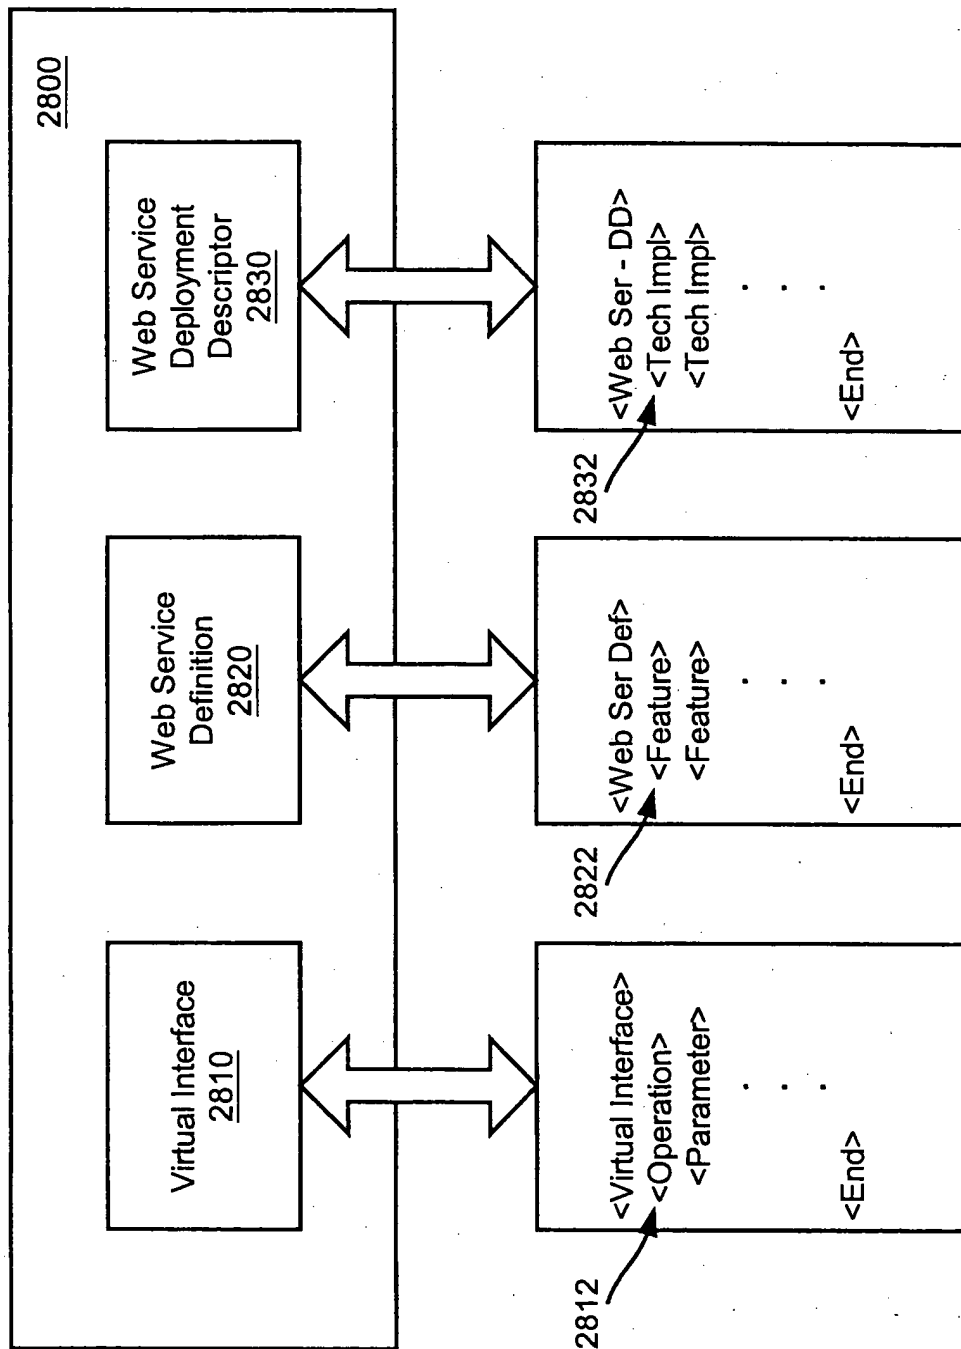 2800
Virtual Interface
2810
Web Service
Definition
2820
Web Service
Deployment
Descriptor
2830
2812
<Virtual Interface>
<Operation>
<Parameter>
. . .
<End>
2822
<Web Ser Def>
<Feature>
<Feature>
. . .
<End>
2832
<Web Ser - DD>
<Tech Impl>
<Tech Impl>
. . .
<End>